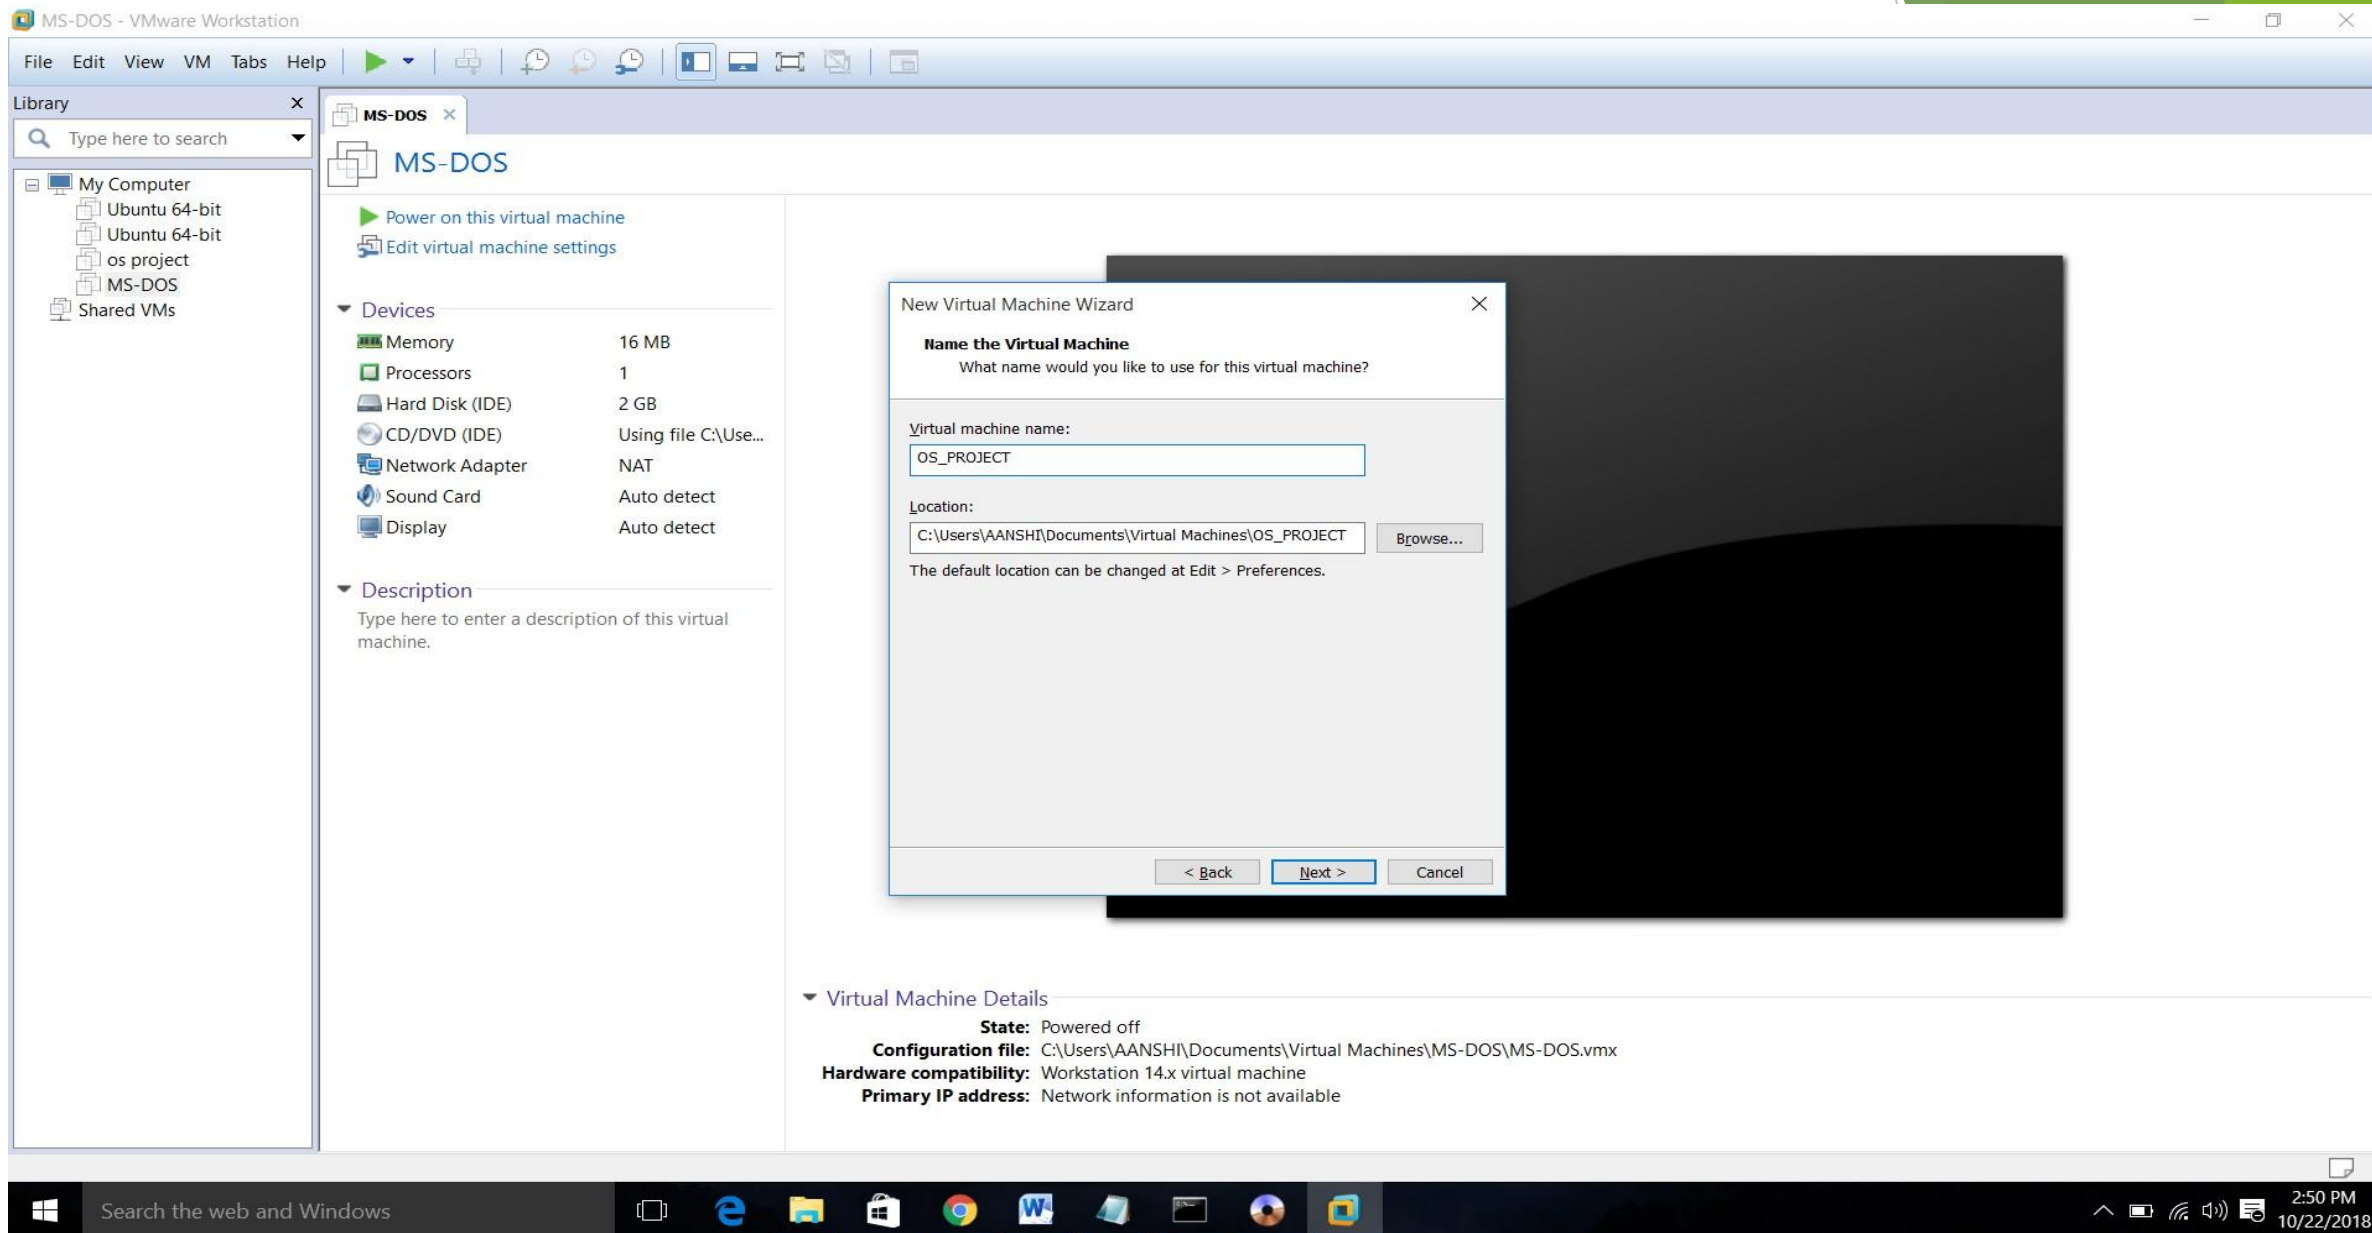 MS-DOS - VMware Workstation
File Edit View VM Tabs Help
Library
Type here to search
My Computer
Ubuntu 64-bit
Ubuntu 64-bit
os project
MS-DOS
Shared VMs
MS-DOS
MS-DOS
Power on this virtual machine
Edit virtual machine settings
Devices
Memory 16 MB
Processors 1
Hard Disk (IDE) 2 GB
CD/DVD (IDE) Using file C:\Use...
Network Adapter NAT
Sound Card Auto detect
Display Auto detect
Description
Type here to enter a description of this virtual
machine.
New Virtual Machine Wizard
Name the Virtual Machine
What name would you like to use for this virtual machine?
Virtual machine name:
OS_PROJECT
Location:
C:\Users\AANSHI\Documents\Virtual Machines\OS_PROJECT
Browse...
The default location can be changed at Edit > Preferences.
< Back Next > Cancel
Virtual Machine Details
State: Powered off
Configuration file: C:\Users\AANSHI\Documents\Virtual Machines\MS-DOS\MS-DOS.vmx
Hardware compatibility: Workstation 14.x virtual machine
Primary IP address: Network information is not available
Search the web and Windows
2:50 PM
10/22/2018